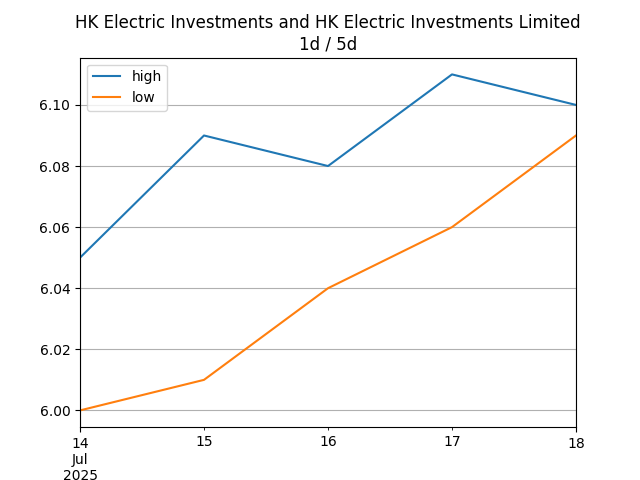 HK Electric Investments and HK Electric Investments Limited
1d / 5d
high
low
6.10
6.08
6.06
6.04
6.02
6.00
14
15
16
17
18
Jul
2025